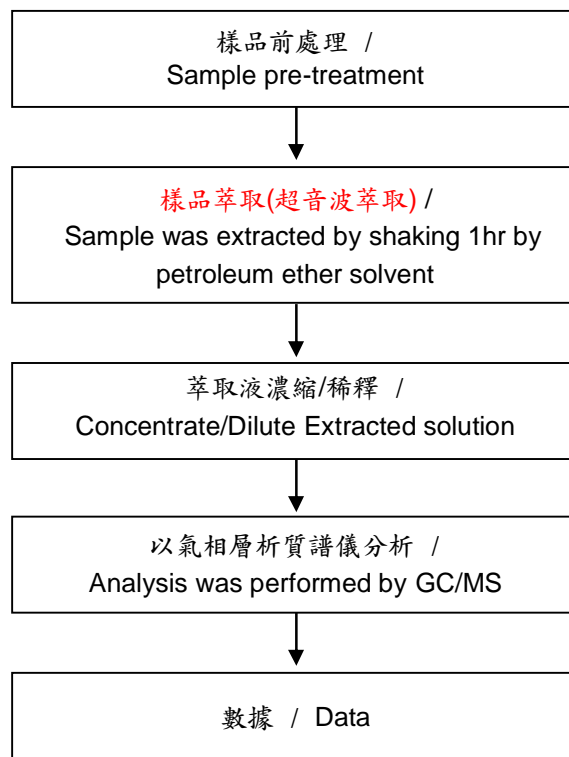 樣品前處理 /
Sample pre-treatment
樣品萃取(超音波萃取) /
Sample was extracted by shaking 1hr by
petroleum ether solvent
萃取液濃縮/稀釋 /
Concentrate/Dilute Extracted solution
以氣相層析質譜儀分析 /
Analysis was performed by GC/MS
數據 / Data